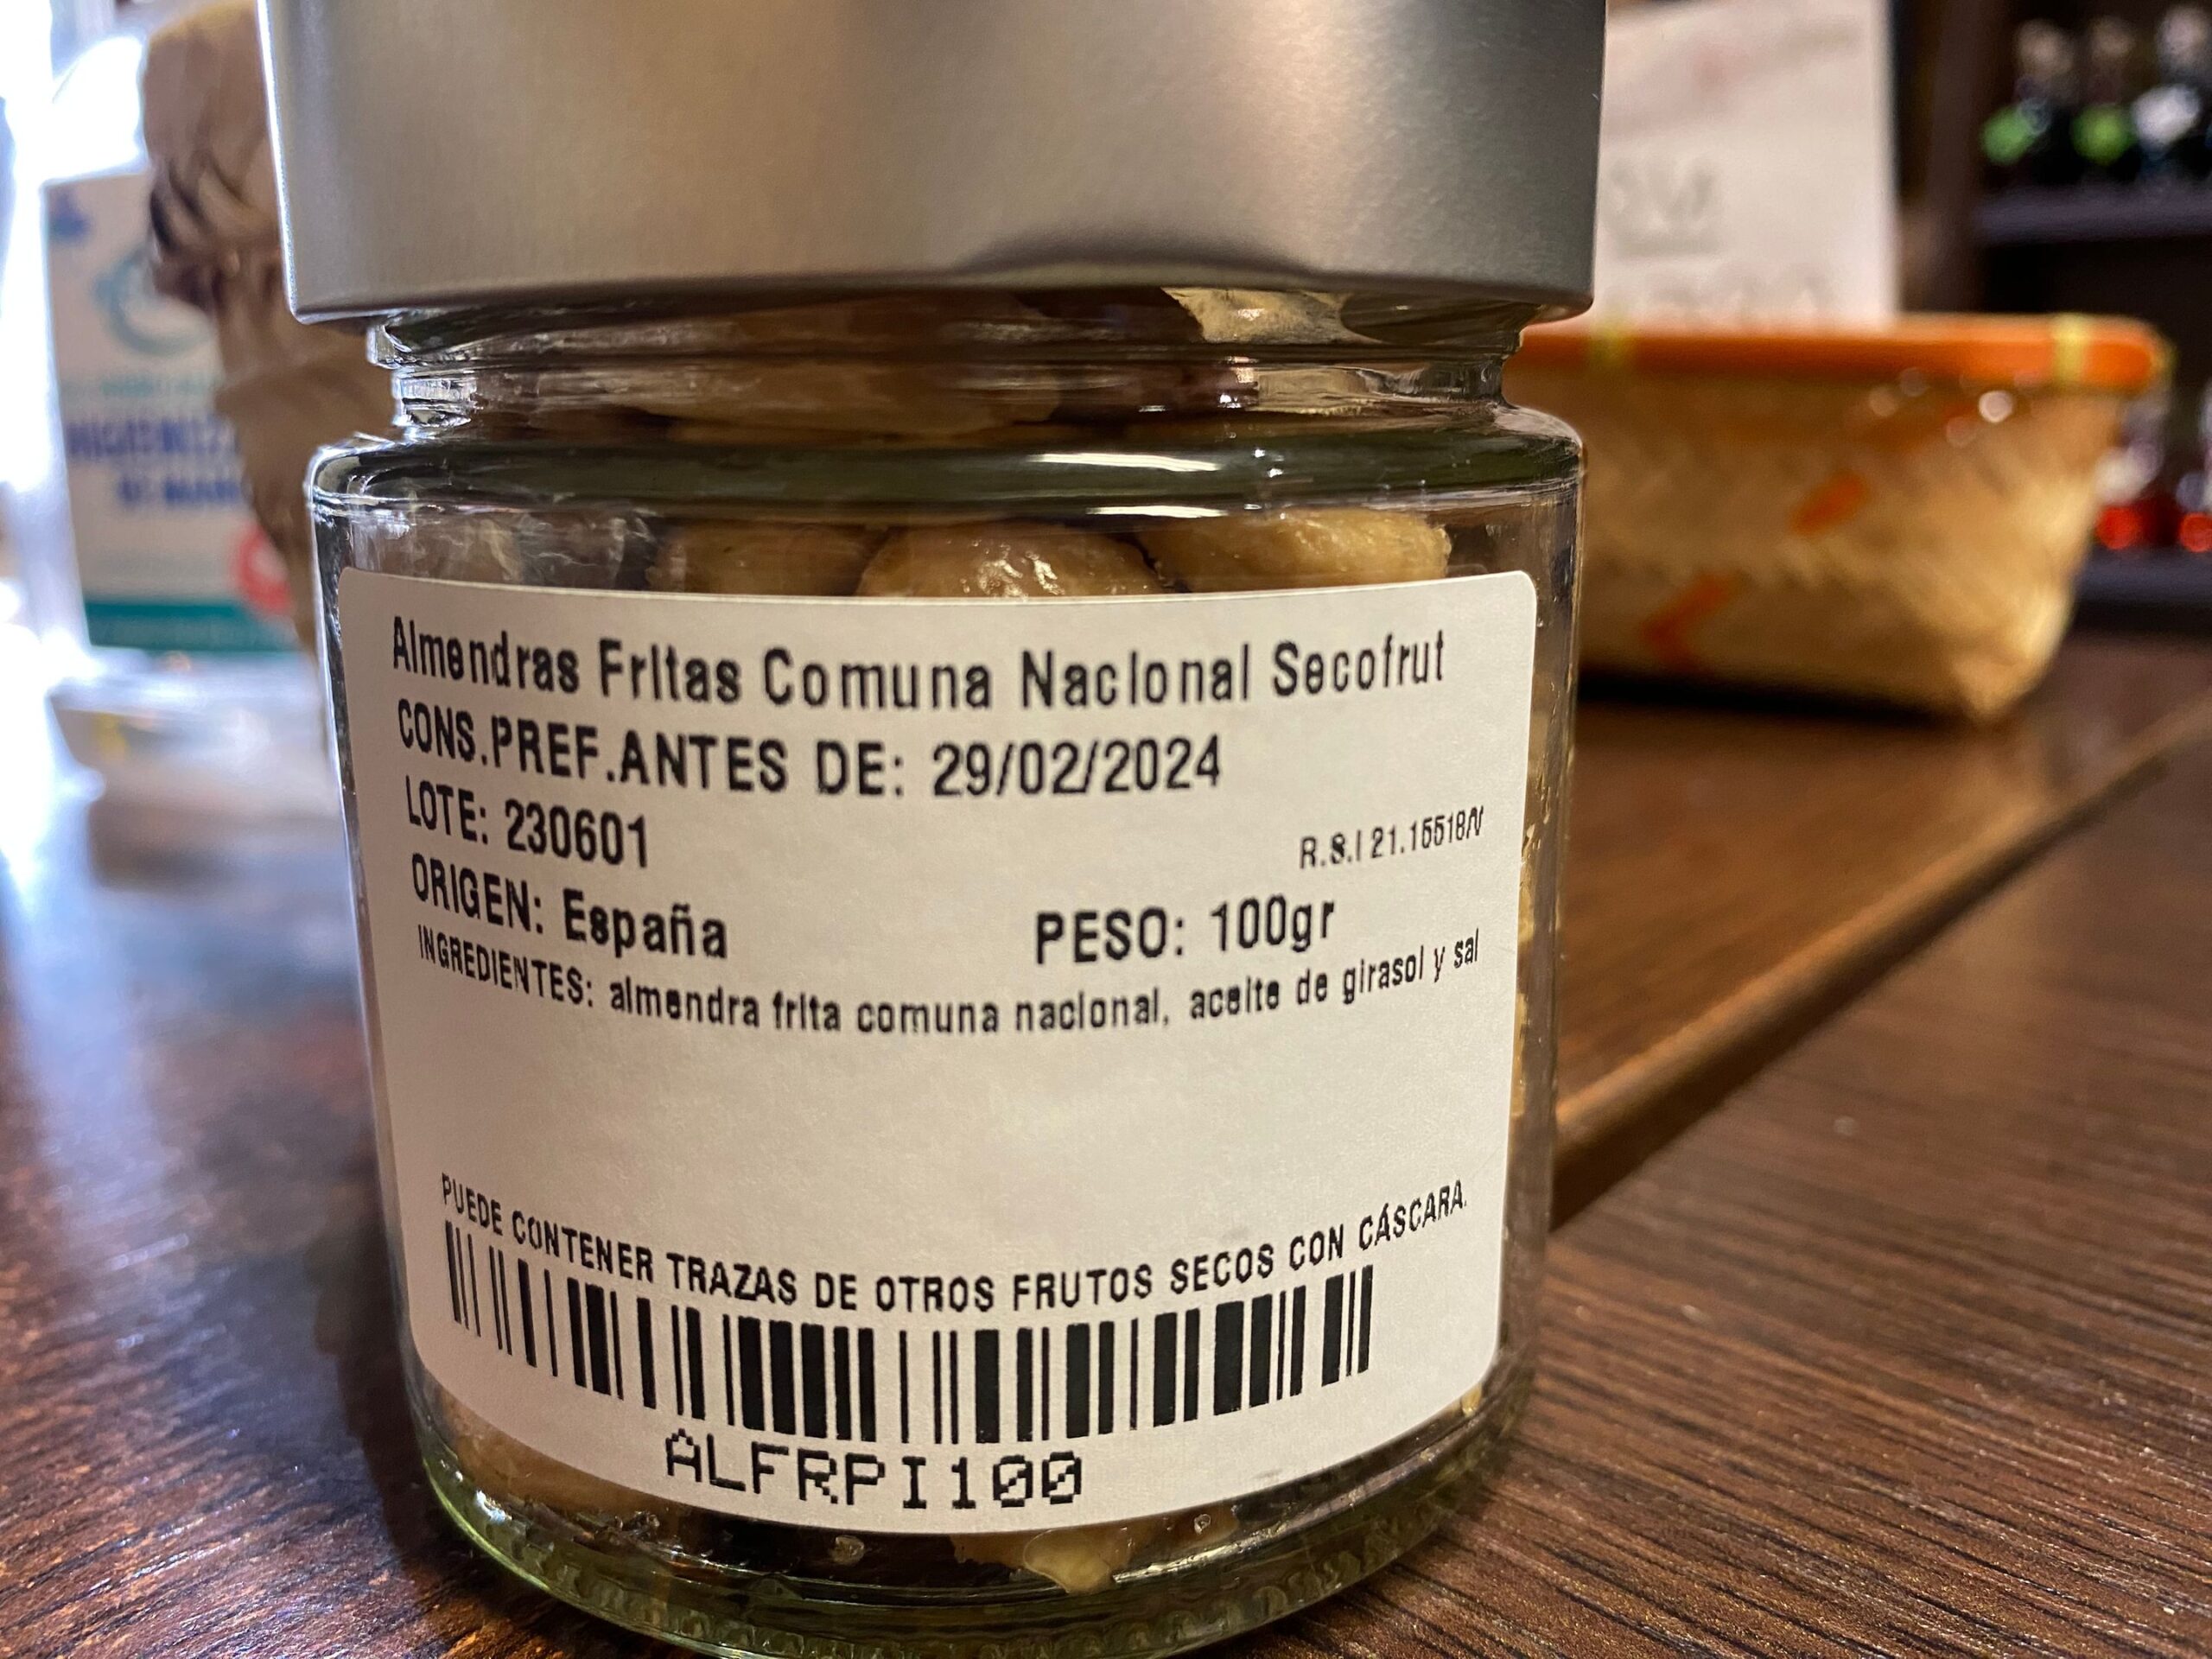 Almendras Fritas Comuna Nacional Secofrut
CONS.PREF.ANTES DE: 29/02/2024
LOTE: 230601
R.S.I 21.15518/V
ORIGEN: España
PESO: 100gr
INGREDIENTES: almendra frita comuna nacional, aceite de girasol y sal
PUEDE CONTENER TRAZAS DE OTROS FRUTOS SECOS CON CÁSCARA.
ALFRPI100